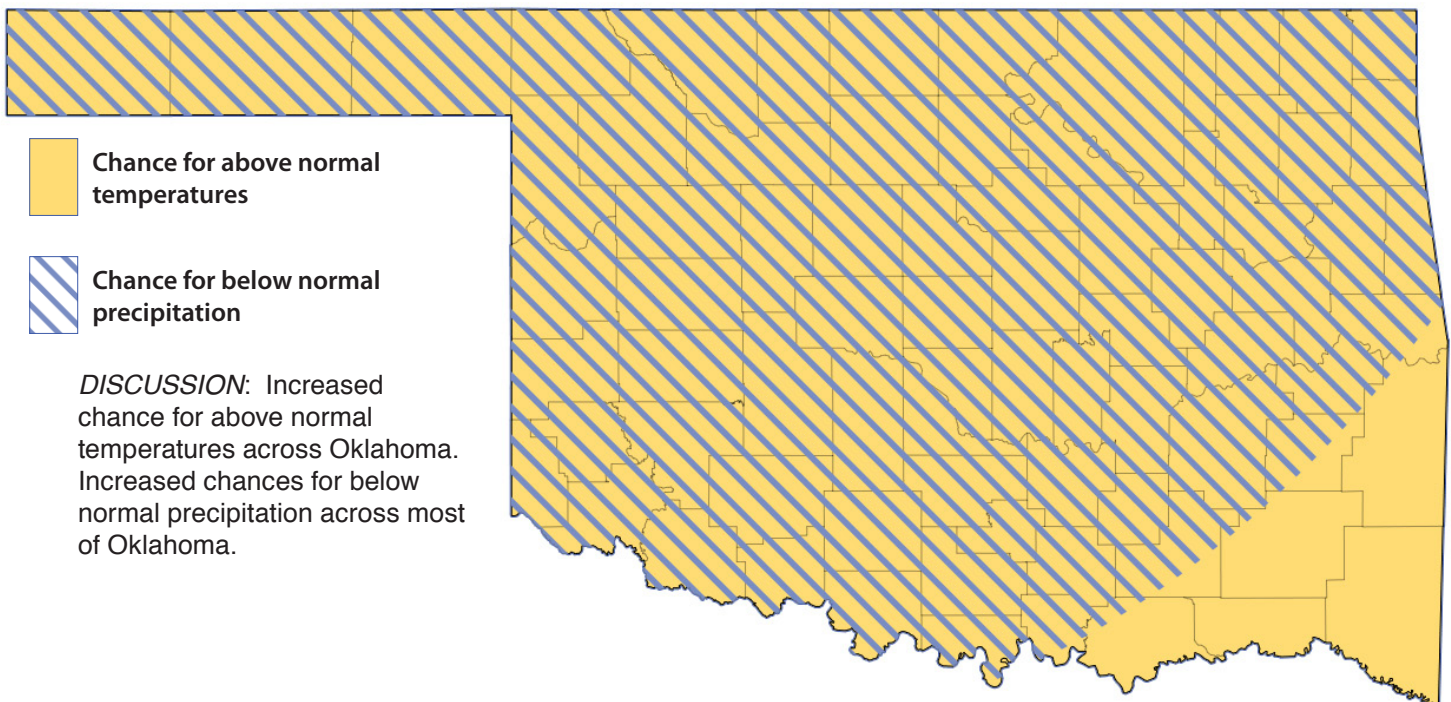 Chance for above normal
temperatures
Chance for below normal
precipitation
DISCUSSION: Increased
chance for above normal
temperatures across Oklahoma.
Increased chances for below
normal precipitation across most
of Oklahoma.